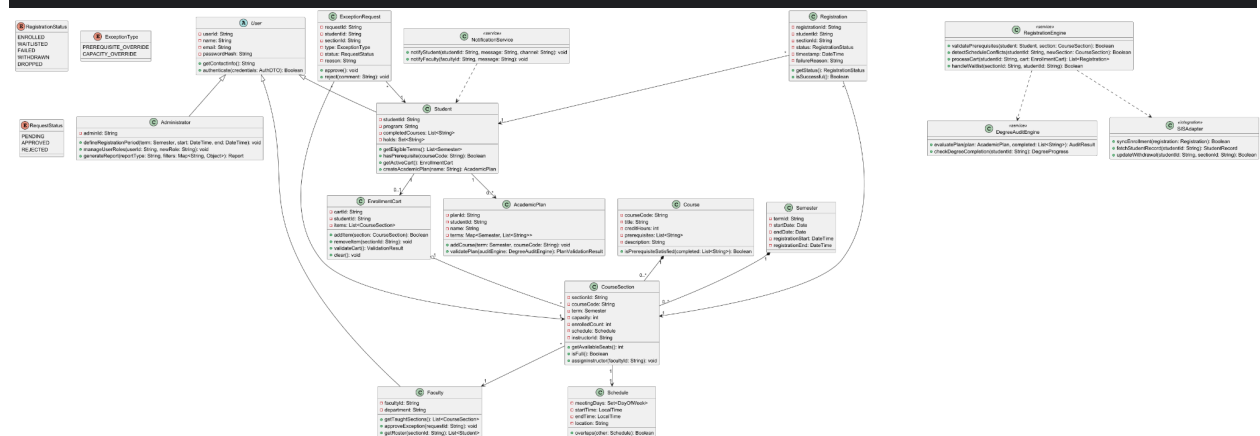 RegistrationStatus
ENROLLED
WAITLISTED
FAILED
WITHDRAWN
DROPPED
ExceptionType
PREREQUISITE_OVERRIDE
CAPACITY_OVERRIDE
User
userId: String
name: String
email: String
passwordHash: String
getContactInfo(): String
authenticate(credentials: AuthDTO): Boolean
ExceptionRequest
requestId: String
studentId: String
sectionId: String
type: ExceptionType
status: RequestStatus
reason: String
approve(): void
reject(comment: String): void
«service»
NotificationService
notifyStudent(studentId: String, message: String, channel: String): void
notifyFaculty(facultyId: String, message: String): void
Registration
registrationId: String
studentId: String
sectionId: String
status: RegistrationStatus
timestamp: DateTime
failureReason: String
getStatus(): RegistrationStatus
isSuccessful(): Boolean
«service»
RegistrationEngine
validatePrerequisites(student: Student, section: CourseSection): Boolean
detectScheduleConflicts(studentId: String, newSection: CourseSection): Boolean
processCart(studentId: String, cart: EnrollmentCart): List<Registration>
handleWaitlist(sectionId: String, studentId: String): Boolean
RequestStatus
PENDING
APPROVED
REJECTED
Administrator
adminId: String
defineRegistrationPeriod(term: Semester, start: DateTime, end: DateTime): void
manageUserRoles(userId: String, newRole: String): void
generateReport(reportType: String, filters: Map<String, Object>): Report
Student
studentId: String
program: String
completedCourses: List<String>
holds: Set<String>
getEligibleTerms(): List<Semester>
hasPrerequisite(courseCode: String): Boolean
getActiveCart(): EnrollmentCart
createAcademicPlan(name: String): AcademicPlan
«service»
DegreeAuditEngine
evaluatePlan(plan: AcademicPlan, completed: List<String>): AuditResult
checkDegreeCompletion(studentId: String): DegreeProgress
«integration»
SISAdapter
syncEnrollment(registration: Registration): Boolean
fetchStudentRecord(studentId: String): StudentRecord
updateWithdrawal(studentId: String, sectionId: String): Boolean
EnrollmentCart
cartId: String
studentId: String
items: List<CourseSection>
addItem(section: CourseSection): Boolean
removeItem(sectionId: String): void
validateCart(): ValidationResult
clear(): void
AcademicPlan
planId: String
studentId: String
name: String
terms: Map<Semester, List<String>>
addCourse(term: Semester, courseCode: String): void
validatePlan(auditEngine: DegreeAuditEngine): PlanValidationResult
Course
courseCode: String
title: String
creditHours: int
prerequisites: List<String>
description: String
isPrerequisiteSatisfied(completed: List<String>): Boolean
Semester
termId: String
startDate: Date
endDate: Date
registrationStart: DateTime
registrationEnd: DateTime
CourseSection
sectionId: String
courseCode: String
term: Semester
capacity: int
enrolledCount: int
schedule: Schedule
instructorId: String
getAvailableSeats(): int
isFull(): Boolean
assignInstructor(facultyId: String): void
Faculty
facultyId: String
department: String
getTaughtSections(): List<CourseSection>
approveException(requestId: String): void
getRoster(sectionId: String): List<Student>
Schedule
meetingDays: Set<DayOfWeek>
startTime: LocalTime
endTime: LocalTime
location: String
overlaps(other: Schedule): Boolean